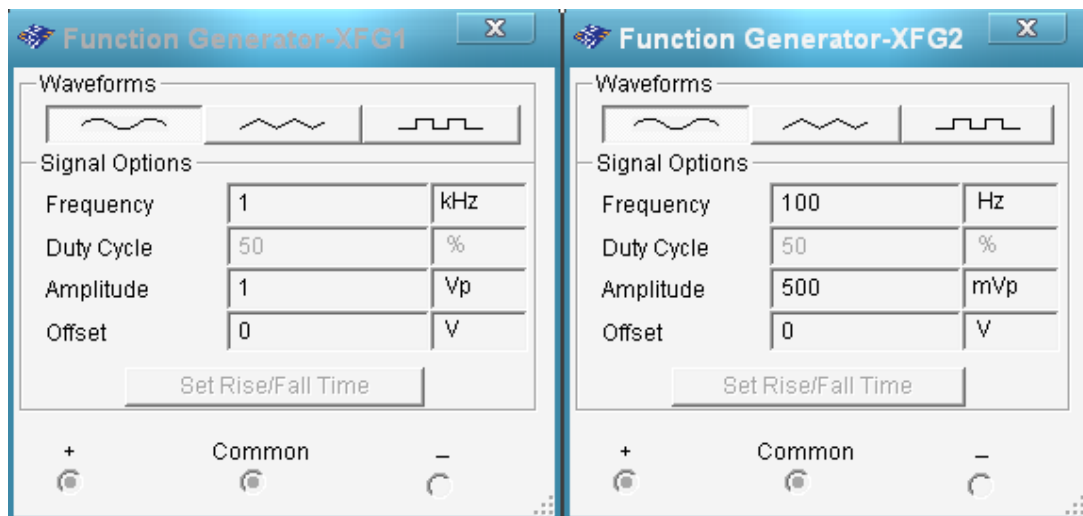 Function Generator-XFG1 X
Waveforms
Signal Options
Frequency 1 kHz
Duty Cycle 50 %
Amplitude 1 Vp
Offset 0 V
Set Rise/Fall Time
+ Common –
Function Generator-XFG2 X
Waveforms
Signal Options
Frequency 100 Hz
Duty Cycle 50 %
Amplitude 500 mVp
Offset 0 V
Set Rise/Fall Time
+ Common –